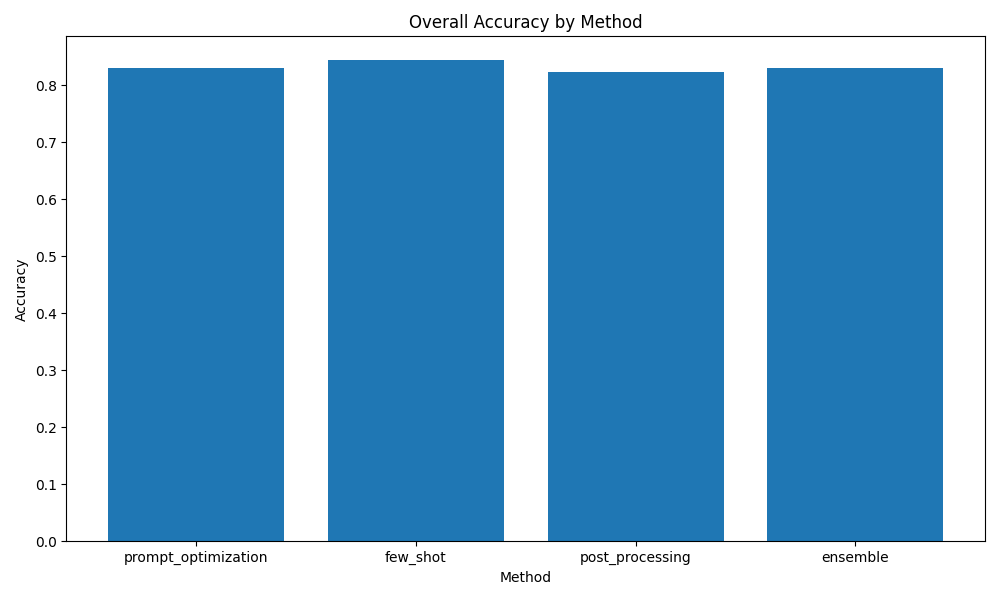 Overall Accuracy by Method
Accuracy
0.8
0.7
0.6
0.5
0.4
0.3
0.2
0.1
0.0
prompt_optimization few_shot post_processing ensemble
Method